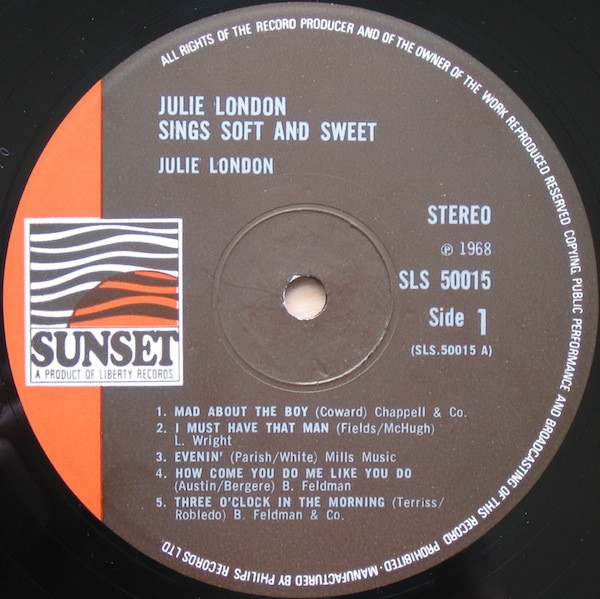 ALL RIGHTS OF THE RECORD PRODUCER AND OF THE OWNER OF THE WORK REPRODUCED RESERVED COPYING, PUBLIC PERFORMANCE AND BROADCASTING OF THIS RECORD PROHIBITED · MANUFACTURED BY PHILIPS RECORDS LTD
JULIE LONDON
SINGS SOFT AND SWEET
JULIE LONDON
STEREO
℗ 1968
SLS 50015
Side 1
(SLS.50015 A)
SUNSET
A PRODUCT OF LIBERTY RECORDS
1. MAD ABOUT THE BOY (Coward) Chappell & Co.
2. I MUST HAVE THAT MAN (Fields/McHugh)
L. Wright
3. EVENIN' (Parish/White) Mills Music
4. HOW COME YOU DO ME LIKE YOU DO
(Austin/Bergere) B. Feldman
5. THREE O'CLOCK IN THE MORNING (Terriss/
Robledo) B. Feldman & Co.